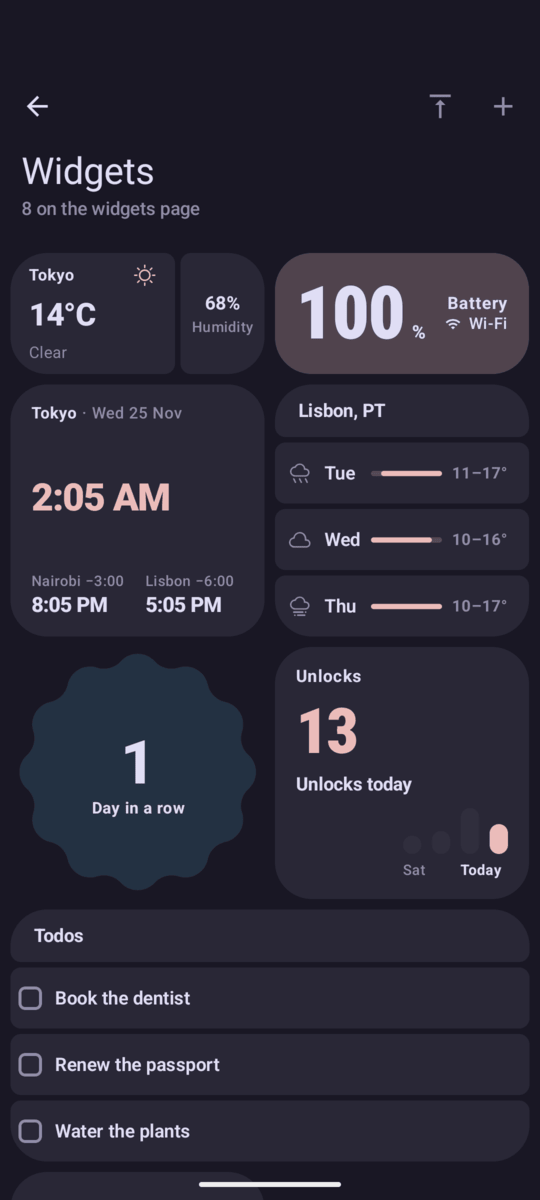 Widgets
8 on the widgets page
Tokyo
14°C
Clear
68%
Humidity
100 %
Battery
Wi-Fi
Tokyo · Wed 25 Nov
2:05 AM
Nairobi −3:00
8:05 PM
Lisbon −6:00
5:05 PM
Lisbon, PT
Tue 11–17°
Wed 10–16°
Thu 10–17°
1
Day in a row
Unlocks
13
Unlocks today
Sat
Today
Todos
Book the dentist
Renew the passport
Water the plants